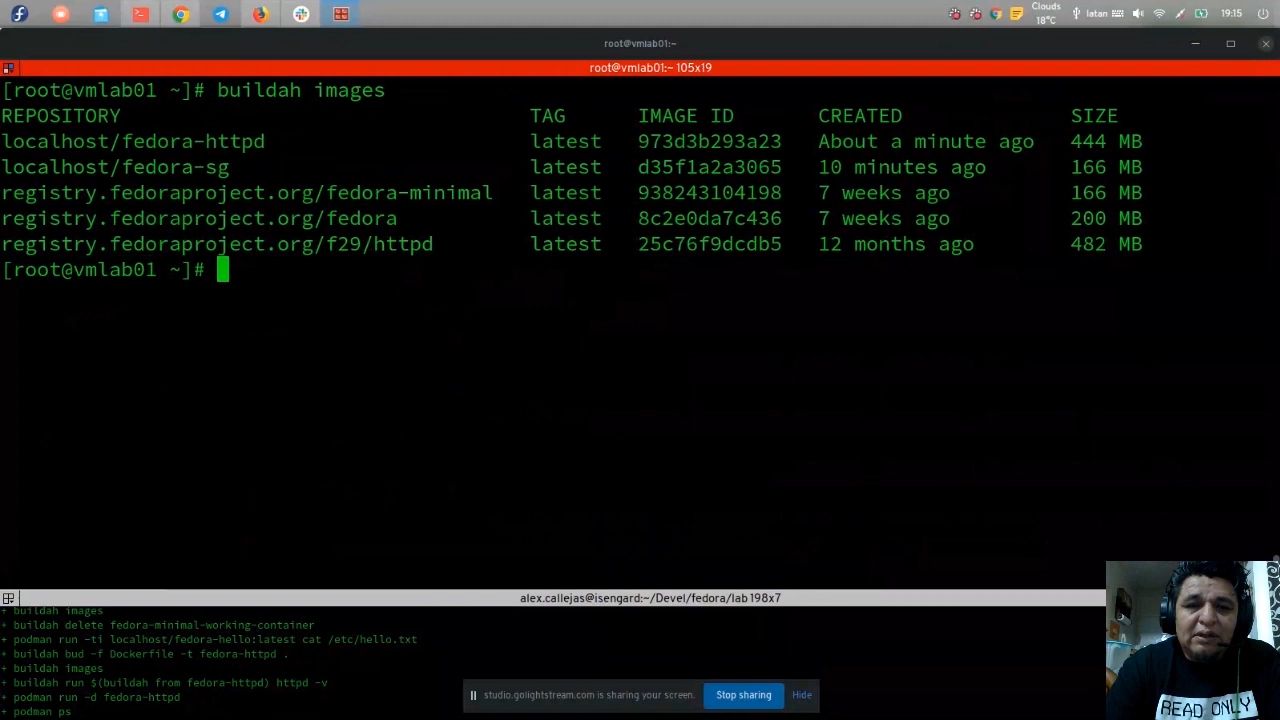 Clouds
18°C
latan
19:15
root@vmlab01:~
root@vmlab01:~ 105x19
[root@vmlab01 ~]# buildah images
REPOSITORY TAG IMAGE ID CREATED SIZE
localhost/fedora-httpd latest 973d3b293a23 About a minute ago 444 MB
localhost/fedora-sg latest d35f1a2a3065 10 minutes ago 166 MB
registry.fedoraproject.org/fedora-minimal latest 938243104198 7 weeks ago 166 MB
registry.fedoraproject.org/fedora latest 8c2e0da7c436 7 weeks ago 200 MB
registry.fedoraproject.org/f29/httpd latest 25c76f9dcdb5 12 months ago 482 MB
[root@vmlab01 ~]#
alex.callejas@isengard:~/Devel/fedora/lab 198x7
+ buildah images
+ buildah delete fedora-minimal-working-container
+ podman run -ti localhost/fedora-hello:latest cat /etc/hello.txt
+ buildah bud -f Dockerfile -t fedora-httpd .
+ buildah images
+ buildah run $(buildah from fedora-httpd) httpd -v
+ podman run -d fedora-httpd
+ podman ps
studio.golightstream.com is sharing your screen.
Stop sharing
Hide
READ ONLY